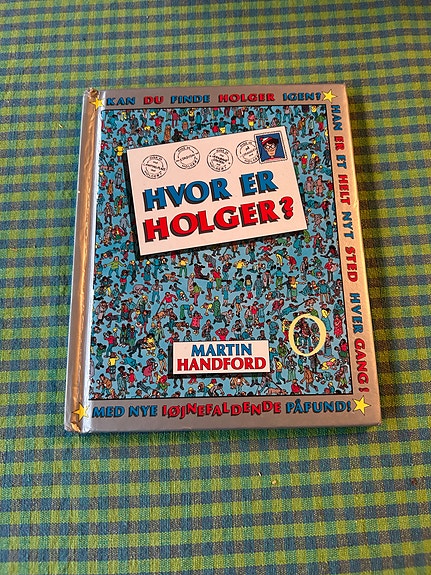 KAN DU FINDE HOLGER IGEN?
HAN ER ET HELT NYT STED HVER GANG!
HVOR ER
HOLGER?
MARTIN
HANDFORD
MED NYE IØJNEFALDENDE PÅFUND!